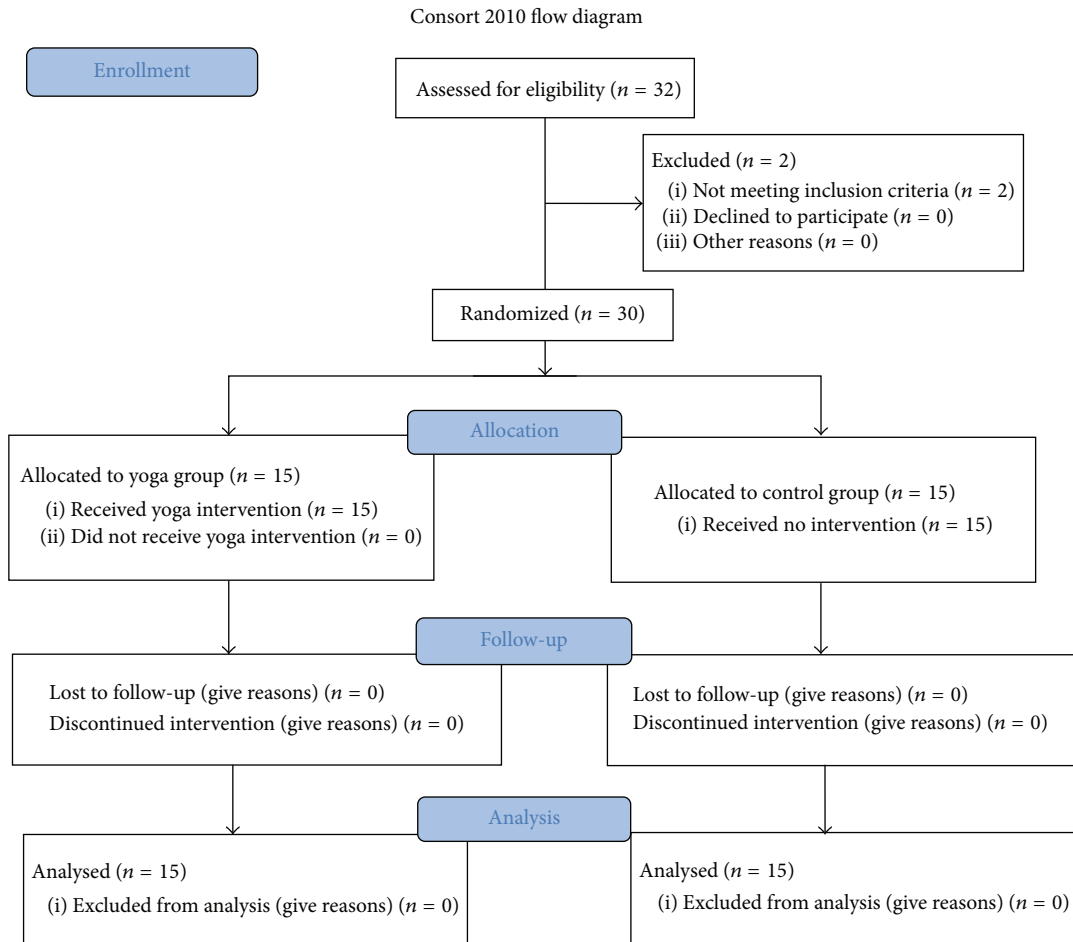 Consort 2010 flow diagram
Enrollment
Assessed for eligibility (n = 32)
Excluded (n = 2)
(i) Not meeting inclusion criteria (n = 2)
(ii) Declined to participate (n = 0)
(iii) Other reasons (n = 0)
Randomized (n = 30)
Allocation
Allocated to yoga group (n = 15)
(i) Received yoga intervention (n = 15)
(ii) Did not receive yoga intervention (n = 0)
Allocated to control group (n = 15)
(i) Received no intervention (n = 15)
Follow-up
Lost to follow-up (give reasons) (n = 0)
Discontinued intervention (give reasons) (n = 0)
Lost to follow-up (give reasons) (n = 0)
Discontinued intervention (give reasons) (n = 0)
Analysis
Analysed (n = 15)
(i) Excluded from analysis (give reasons) (n = 0)
Analysed (n = 15)
(i) Excluded from analysis (give reasons) (n = 0)